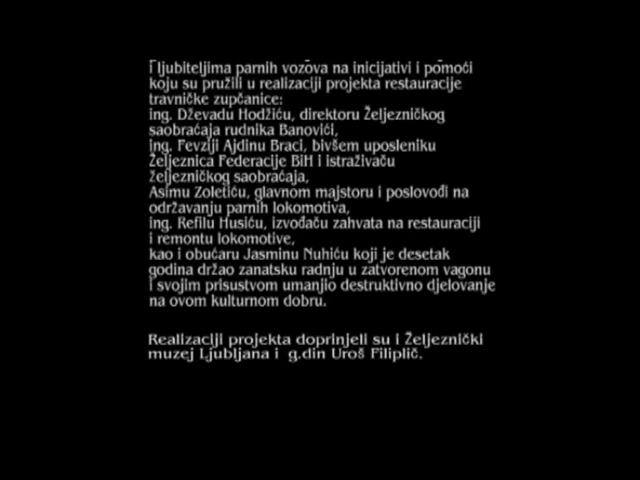 i ljubiteljima parnih vozova na inicijativi i pomoći
koju su pružili u realizaciji projekta restauracije
travničke zupčanice:
ing. Dževadu Hodžiću, direktoru Željezničkog
saobraćaja rudnika Banovići,
ing. Fevziji Ajdinu Braci, bivšem uposleniku
Željeznica Federacije BiH i istraživaču
željezničkog saobraćaja,
Asimu Zoletiću, glavnom majstoru i poslovođi na
održavanju parnih lokomotiva,
ing. Refilu Husiću, izvođaču zahvata na restauraciji
i remontu lokomotive,
kao i obućaru Jasminu Nuhiću koji je desetak
godina držao zanatsku radnju u zatvorenom vagonu
i svojim prisustvom umanjio destruktivno djelovanje
na ovom kulturnom dobru.
Realizaciji projekta doprinjeli su i Željeznički
muzej Ljubljana i g.din Uroš Filiplič.